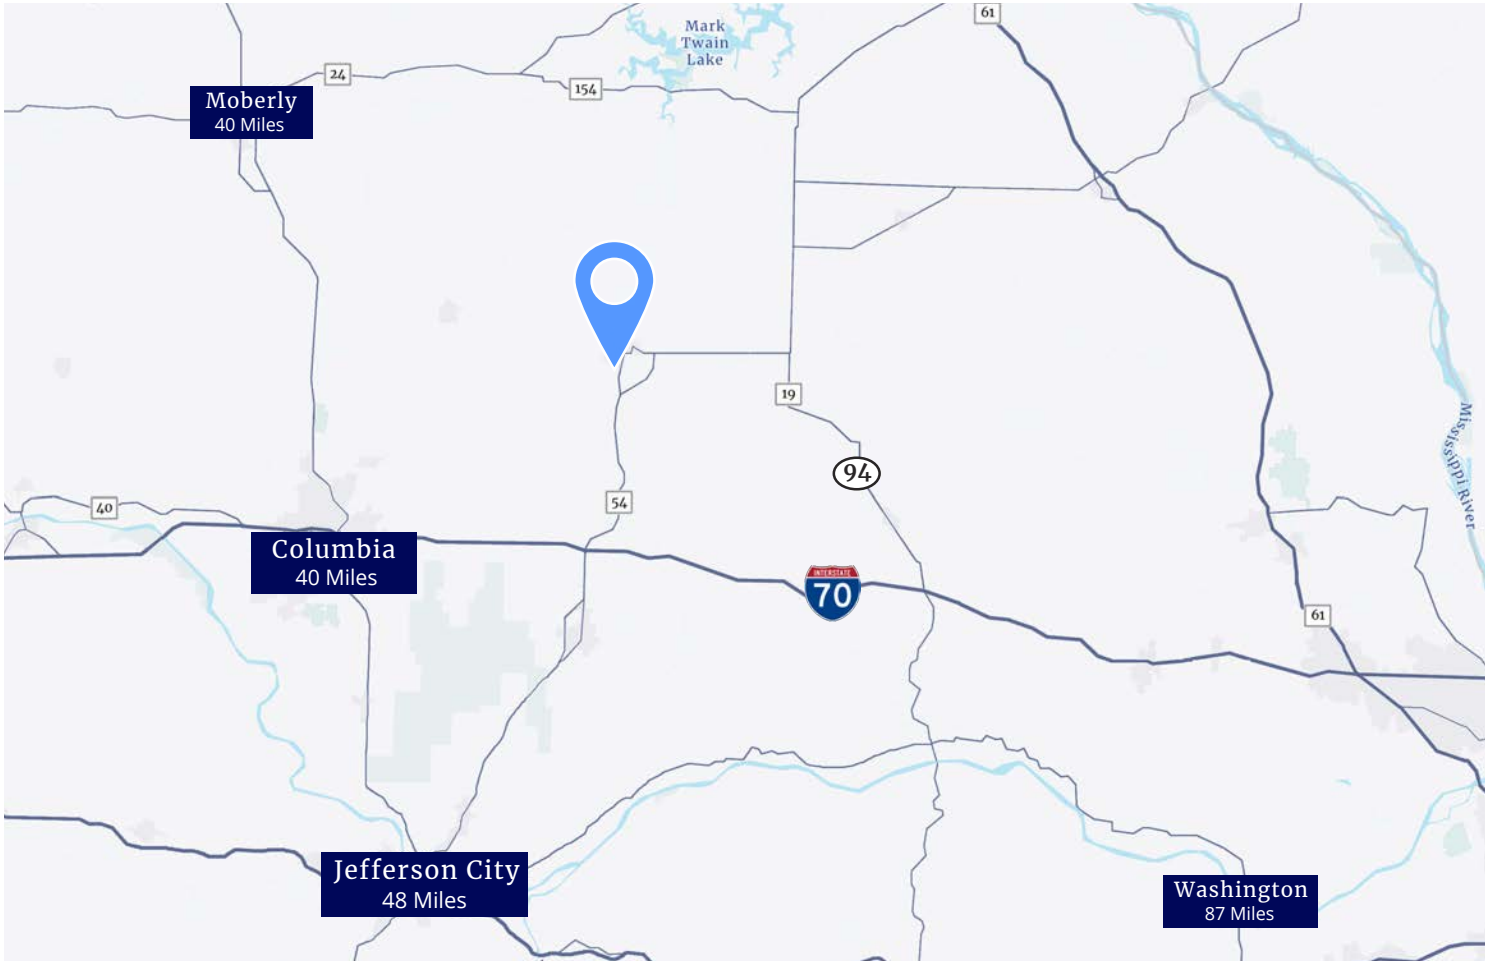 61
Mark
Twain
Lake
24
154
Moberly
40 Miles
19
94
Mississippi River
40
54
Columbia
40 Miles
INTERSTATE
70
61
Jefferson City
48 Miles
Washington
87 Miles